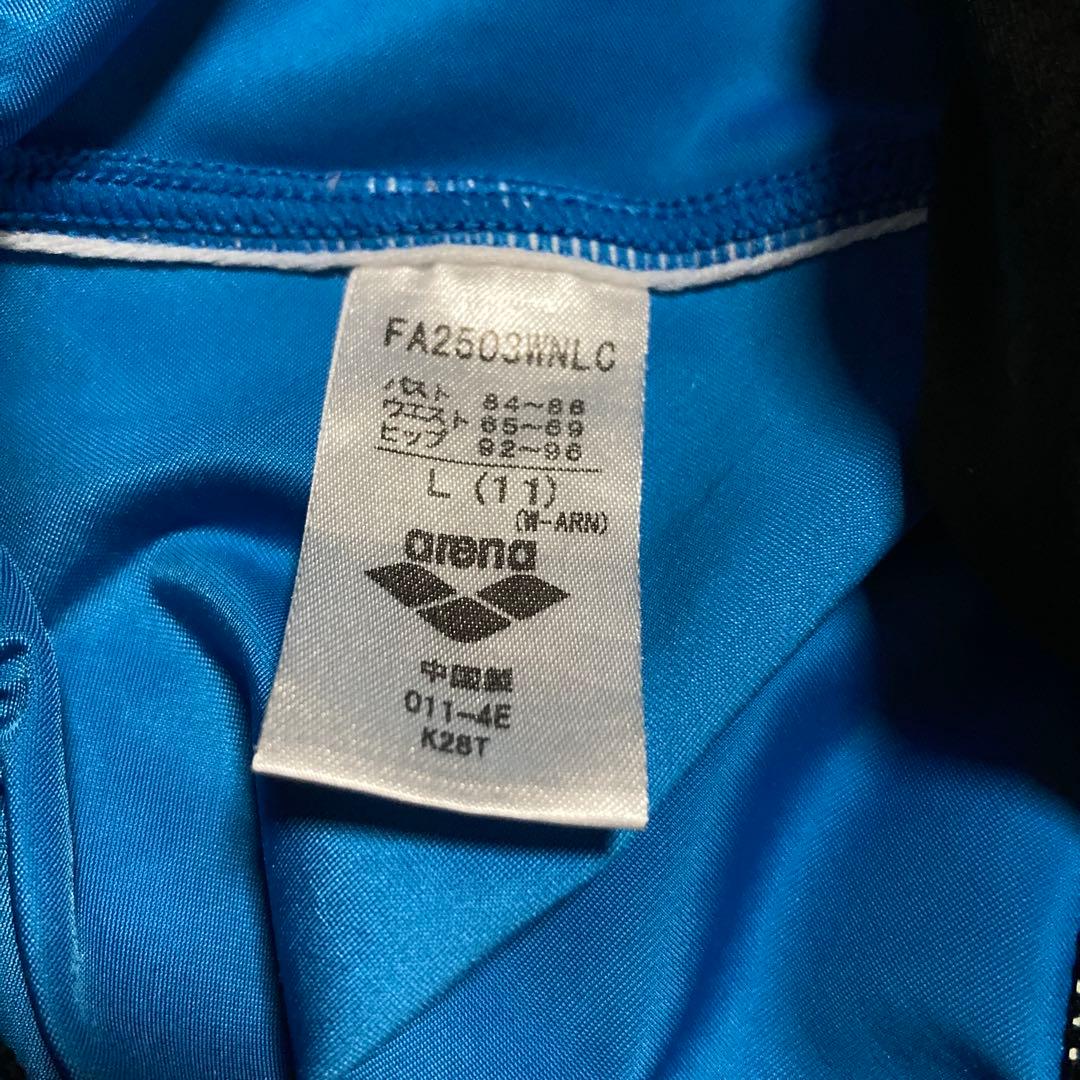 FA2503WNLC
バスト 84~88
ウエスト 65~69
ヒップ 92~96
L (11)
(W-ARN)
arena
中国製
011-4E
K28T